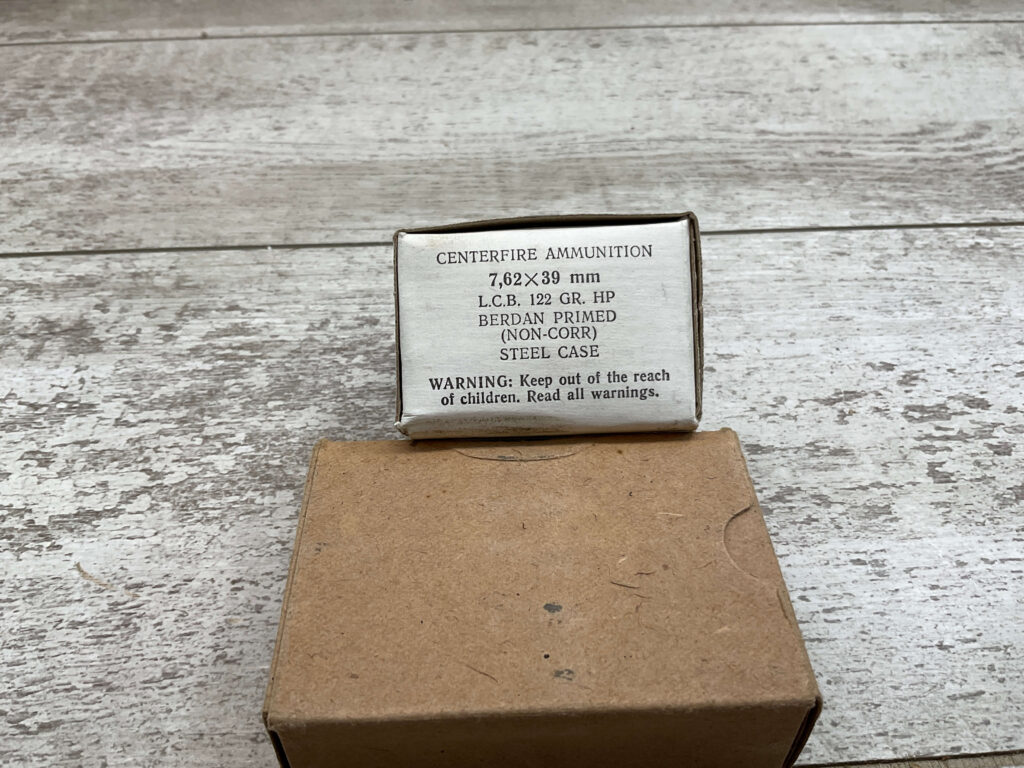 CENTERFIRE AMMUNITION
7,62×39 mm
L.C.B. 122 GR. HP
BERDAN PRIMED
(NON-CORR)
STEEL CASE
WARNING: Keep out of the reach
of children. Read all warnings.